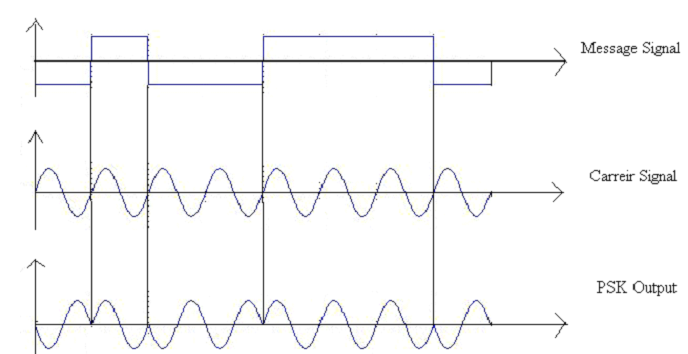 Message Signal
Carreir Signal
PSK Output